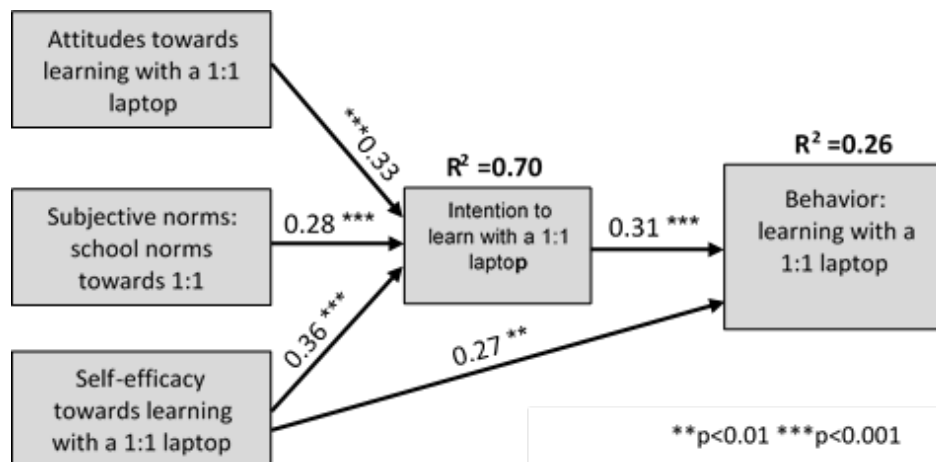 Attitudes towards
learning with a 1:1
laptop
***0.33
R² =0.70
R² =0.26
Subjective norms:
school norms
towards 1:1
0.28 ***
Intention to
learn with a 1:1
laptop
0.31 ***
Behavior:
learning with a
1:1 laptop
0.36 ***
0.27 **
Self-efficacy
towards learning
with a 1:1 laptop
**p<0.01 ***p<0.001